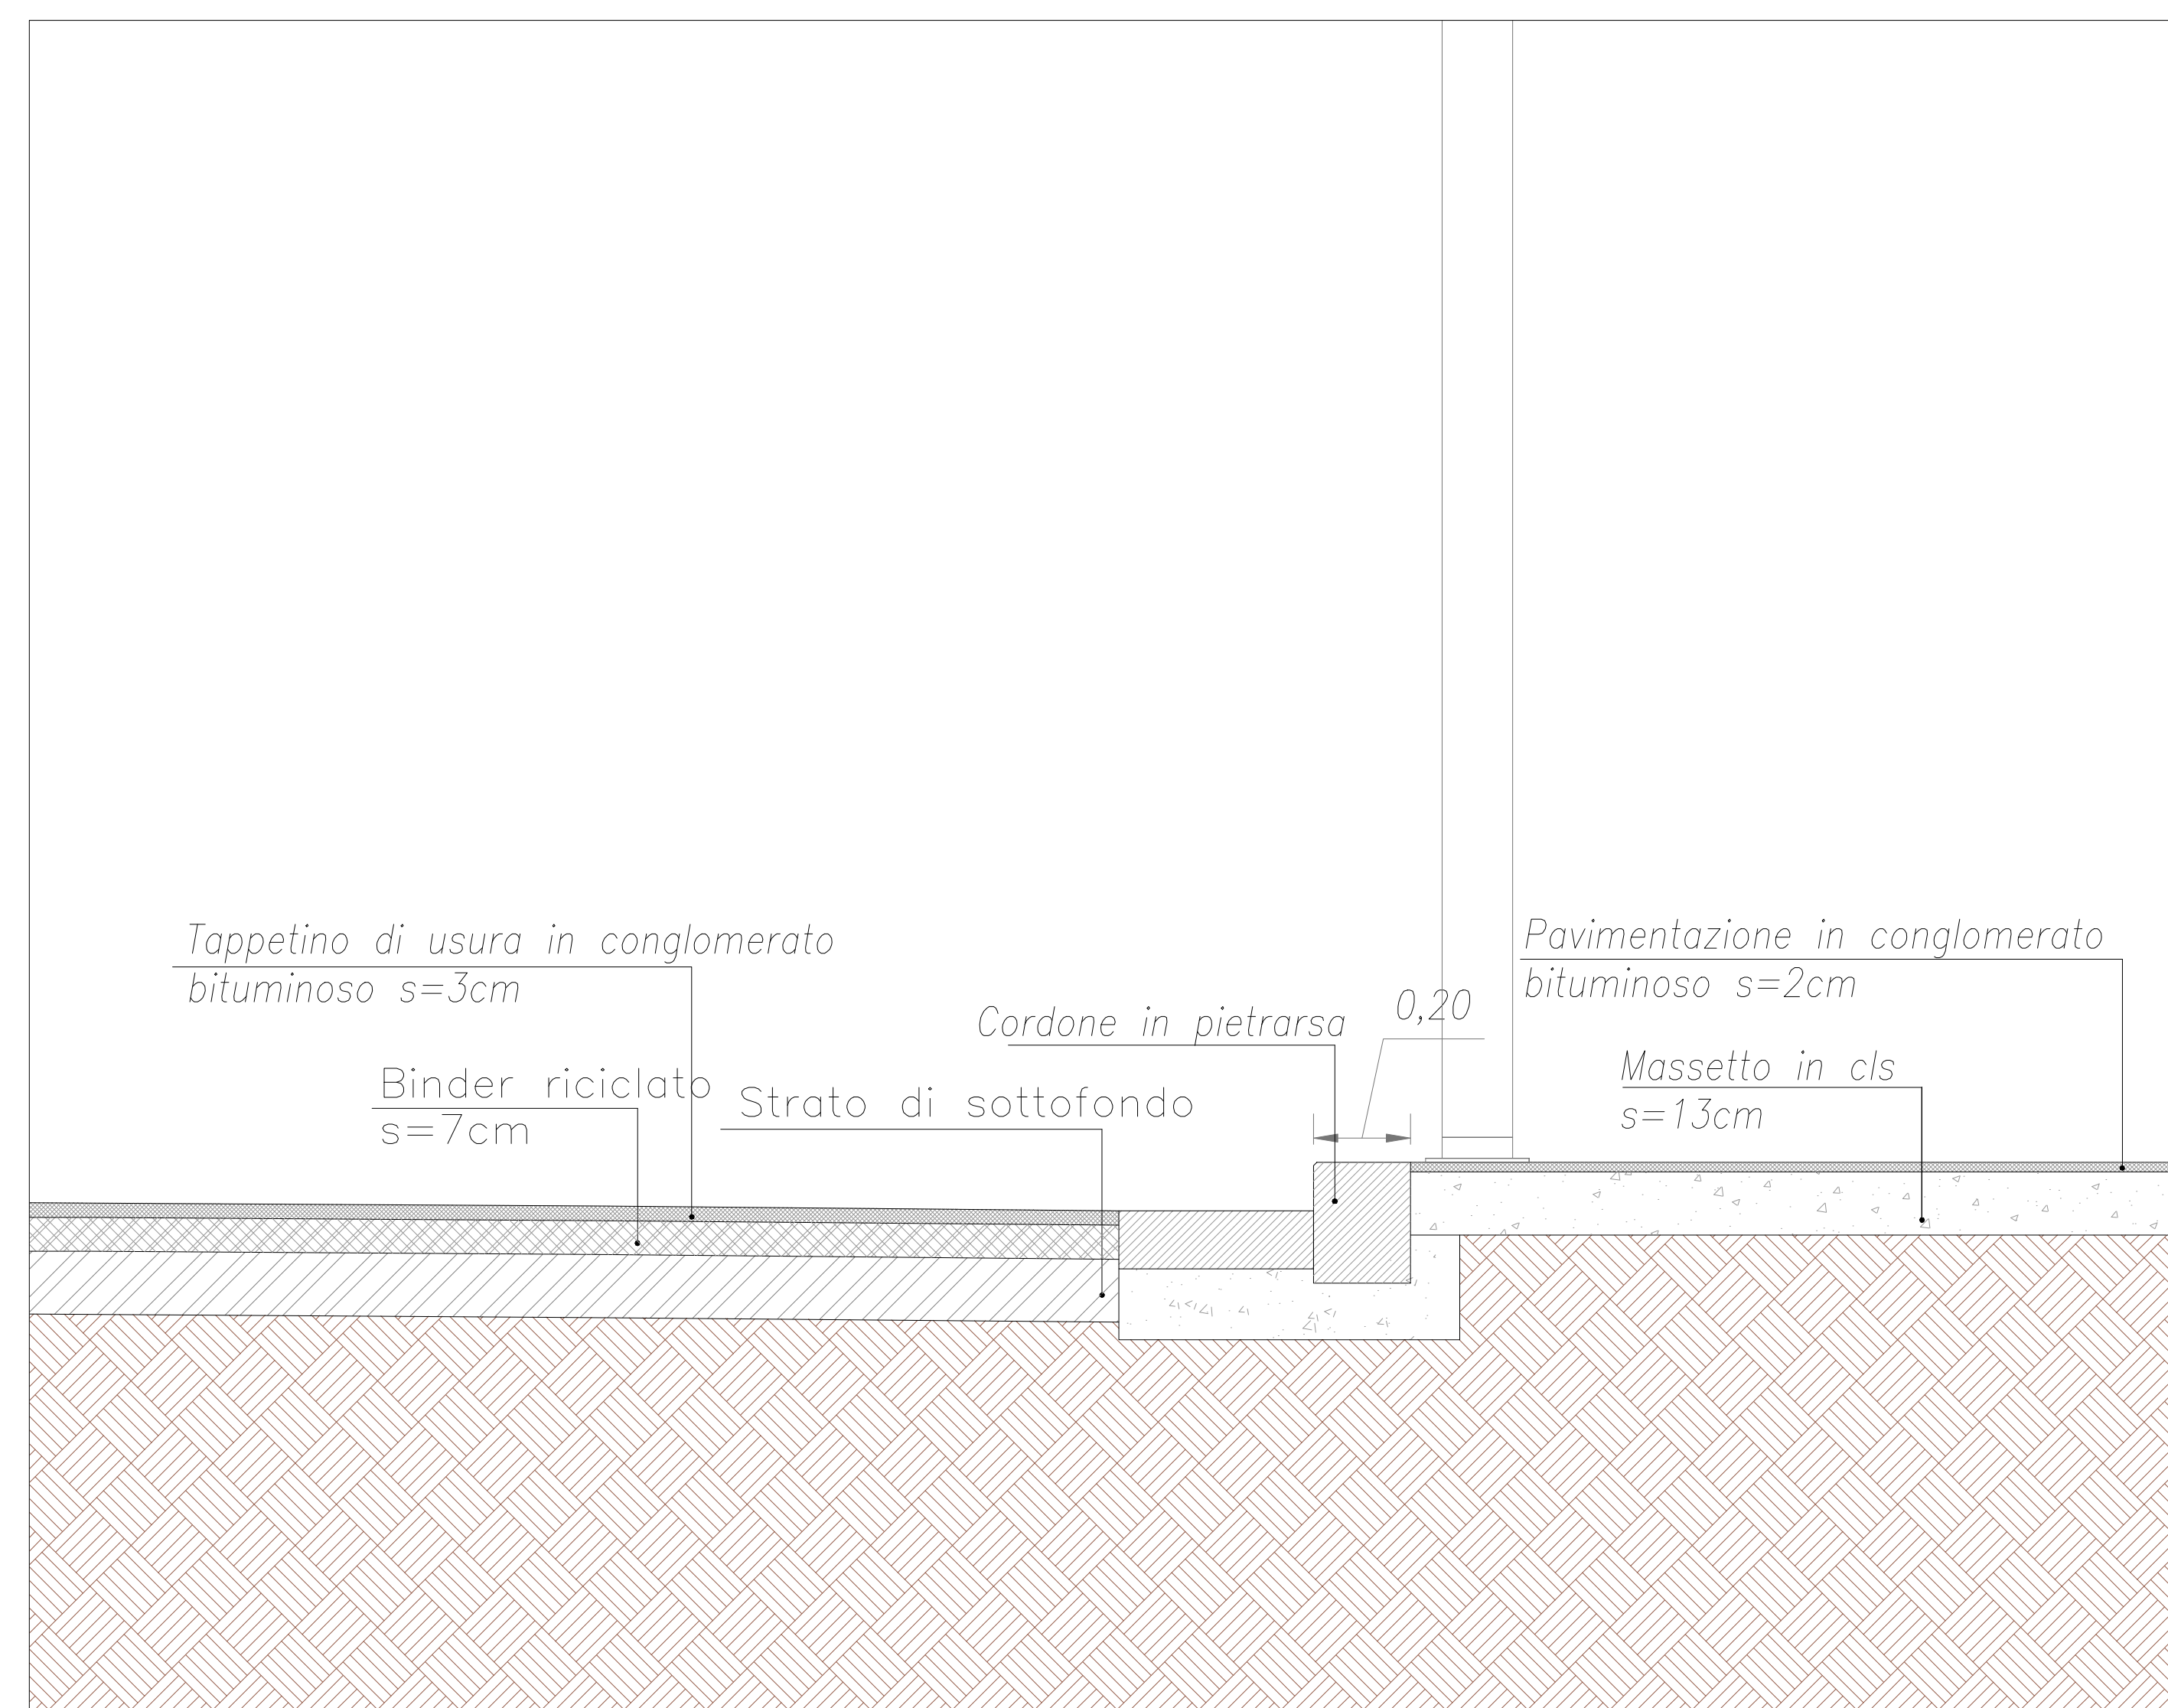 Tappetino di usura in conglomerato
bituminoso s=3cm
Binder riciclato
s=7cm
Strato di sottofondo
Cordone in pietrarsa
0,20
Pavimentazione in conglomerato
bituminoso s=2cm
Massetto in cls
s=13cm